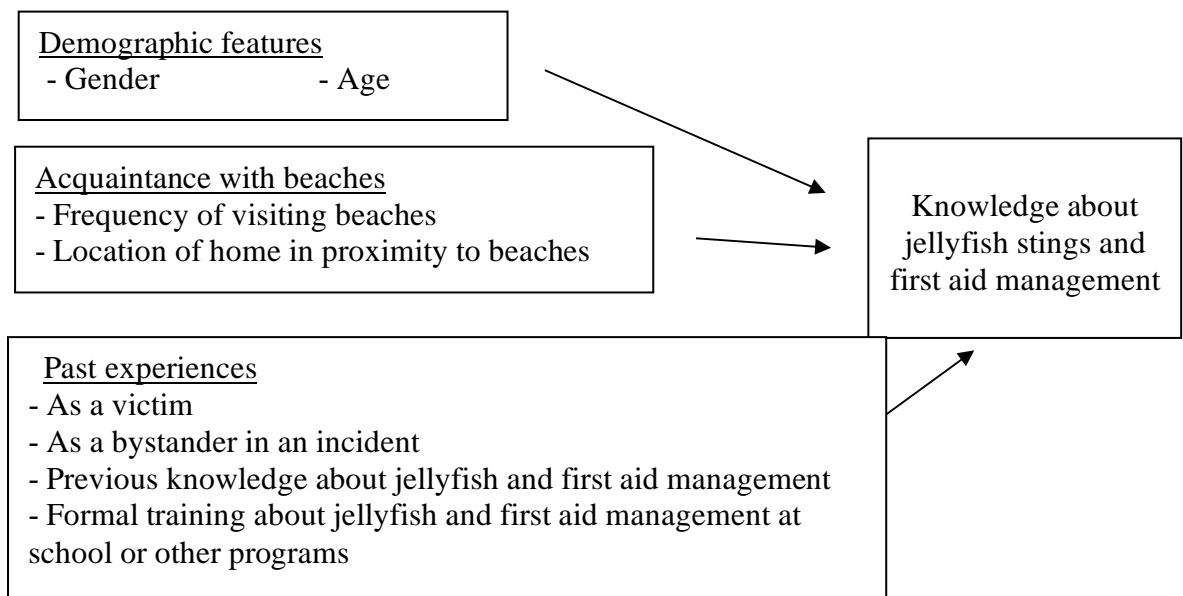 Demographic features
- Gender - Age
Acquaintance with beaches
- Frequency of visiting beaches
- Location of home in proximity to beaches
Knowledge about
jellyfish stings and
first aid management
Past experiences
- As a victim
- As a bystander in an incident
- Previous knowledge about jellyfish and first aid management
- Formal training about jellyfish and first aid management at
school or other programs